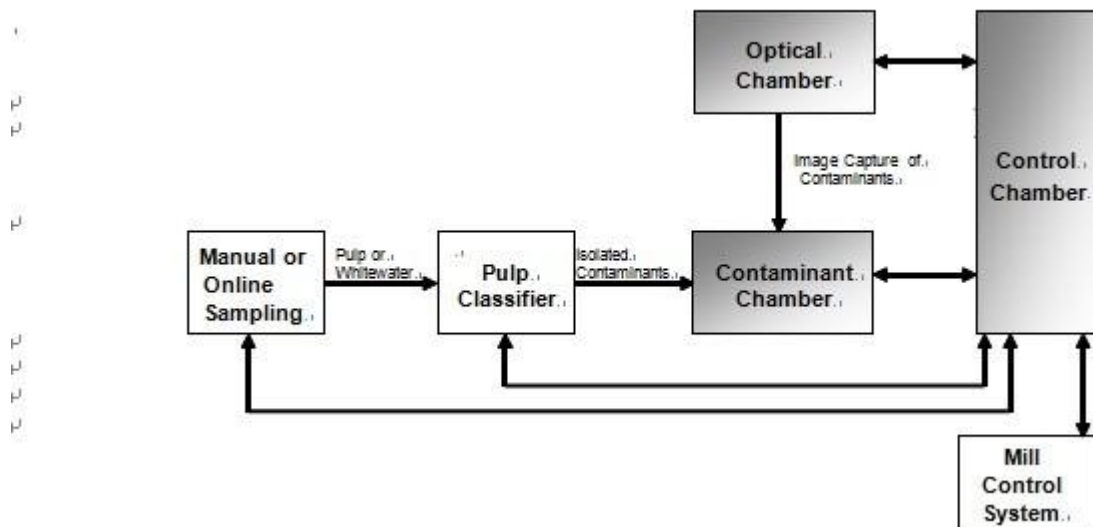 Optical
Chamber
Image Capture of
Contaminants
Control
Chamber
Manual or
Online
Sampling
Pulp or
Whitewater
Pulp
Classifier
Isolated
Contaminants
Contaminant
Chamber
Mill
Control
System